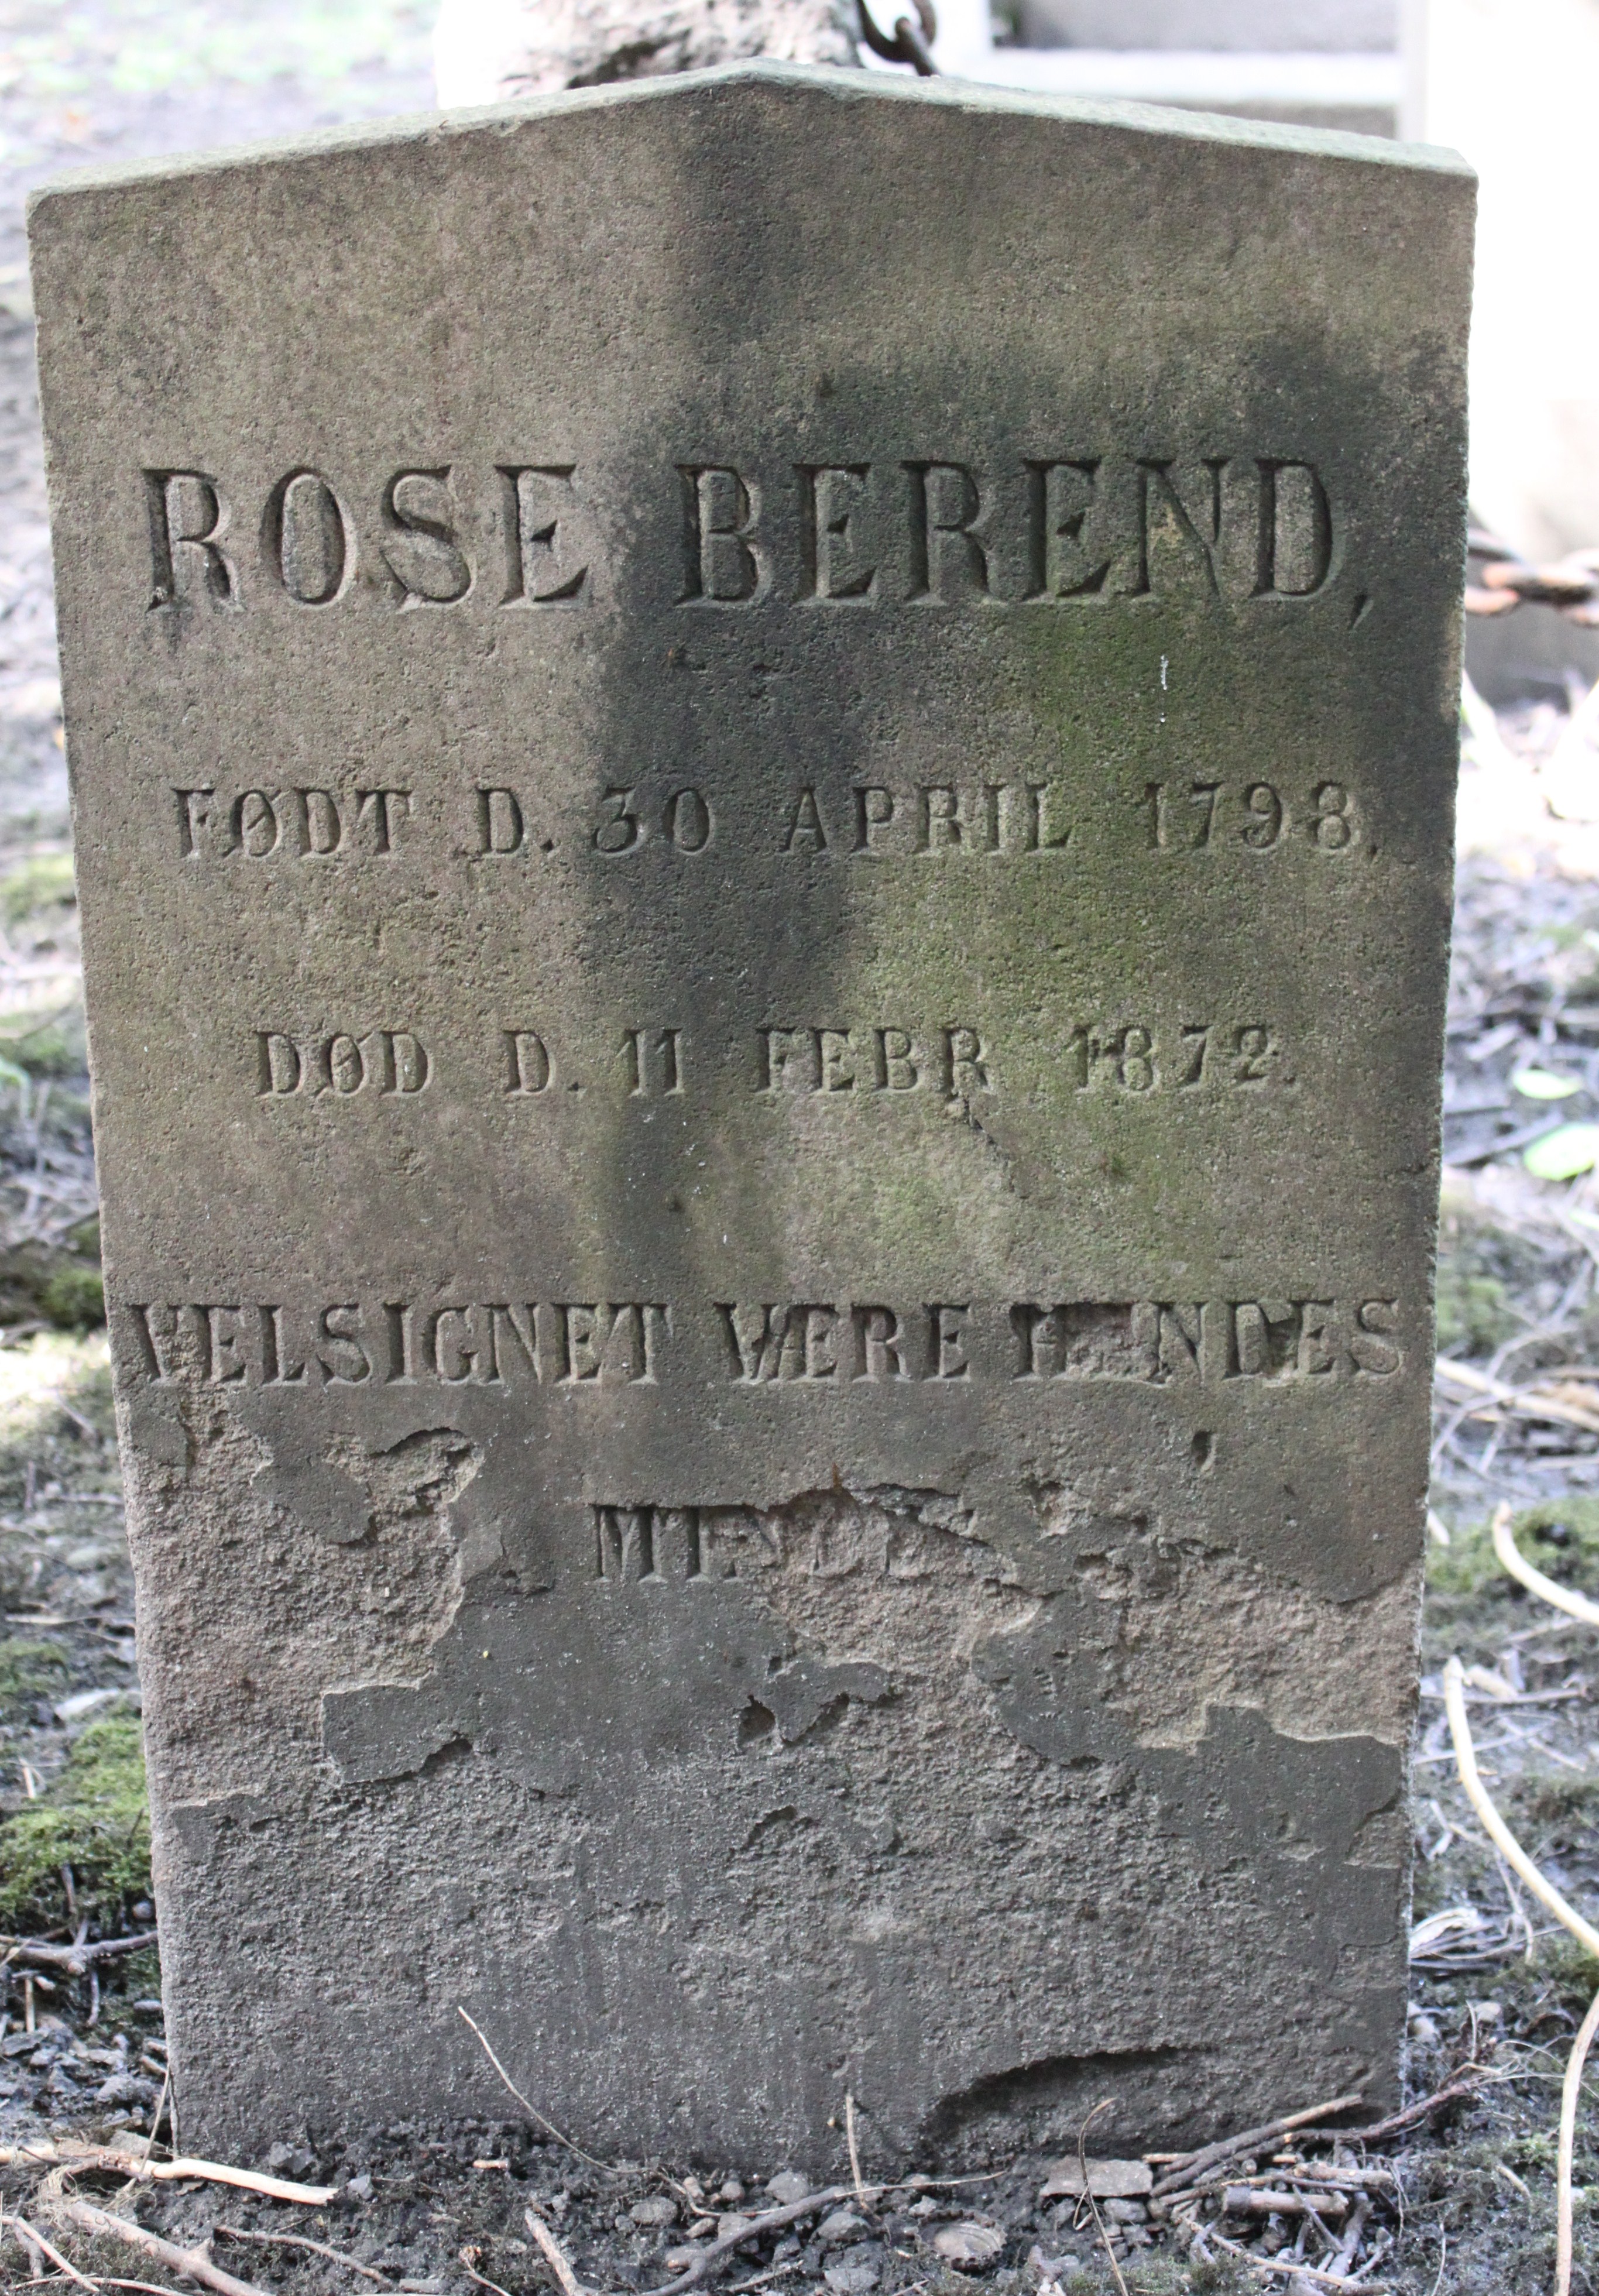 ROSE BEREND,
FØDT D. 30 APRIL 1798.
DØD D. 11 FEBR 1872.
VELSIGNET VÆRE HENDES
MINDE